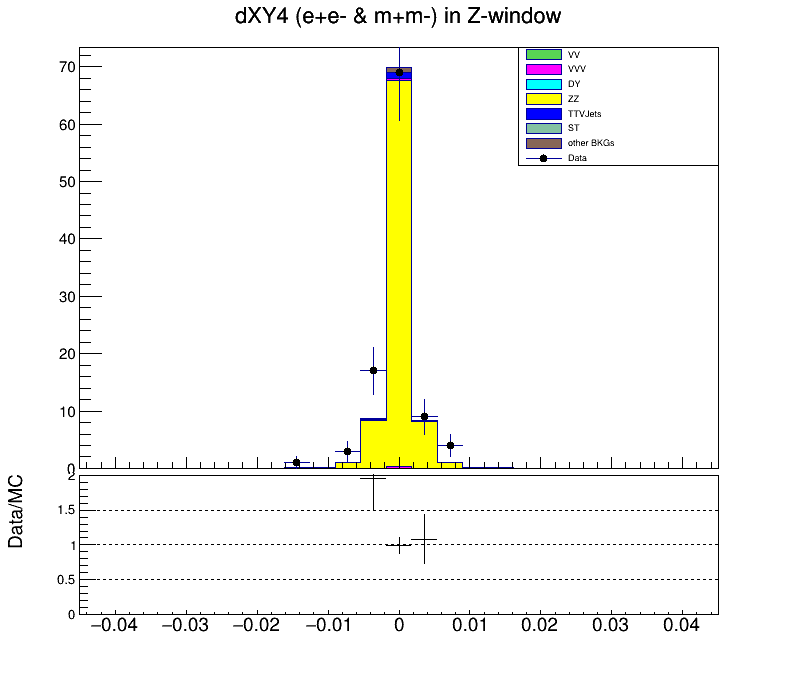 dXY4 (e+e- & m+m-) in Z-window
VV
VVV
DY
ZZ
TTVJets
ST
other BKGs
Data
70
60
50
40
30
20
10
0
Data/MC
2
1.5
1
0.5
0
−0.04 −0.03 −0.02 −0.01 0 0.01 0.02 0.03 0.04